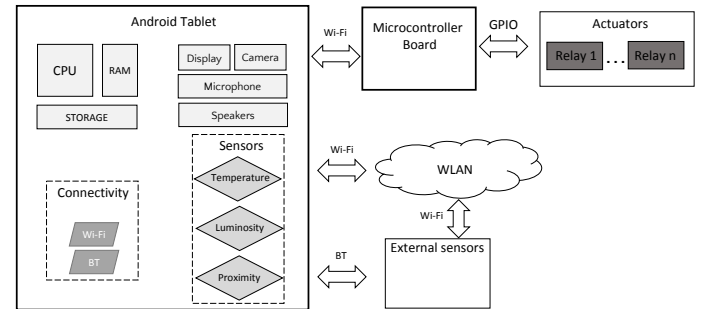 Android Tablet
CPU
RAM
STORAGE
Display
Camera
Microphone
Speakers
Sensors
Temperature
Luminosity
Proximity
Connectivity
Wi-Fi
BT
Wi-Fi
Microcontroller
Board
GPIO
Actuators
Relay 1
...
Relay n
Wi-Fi
WLAN
Wi-Fi
BT
External sensors